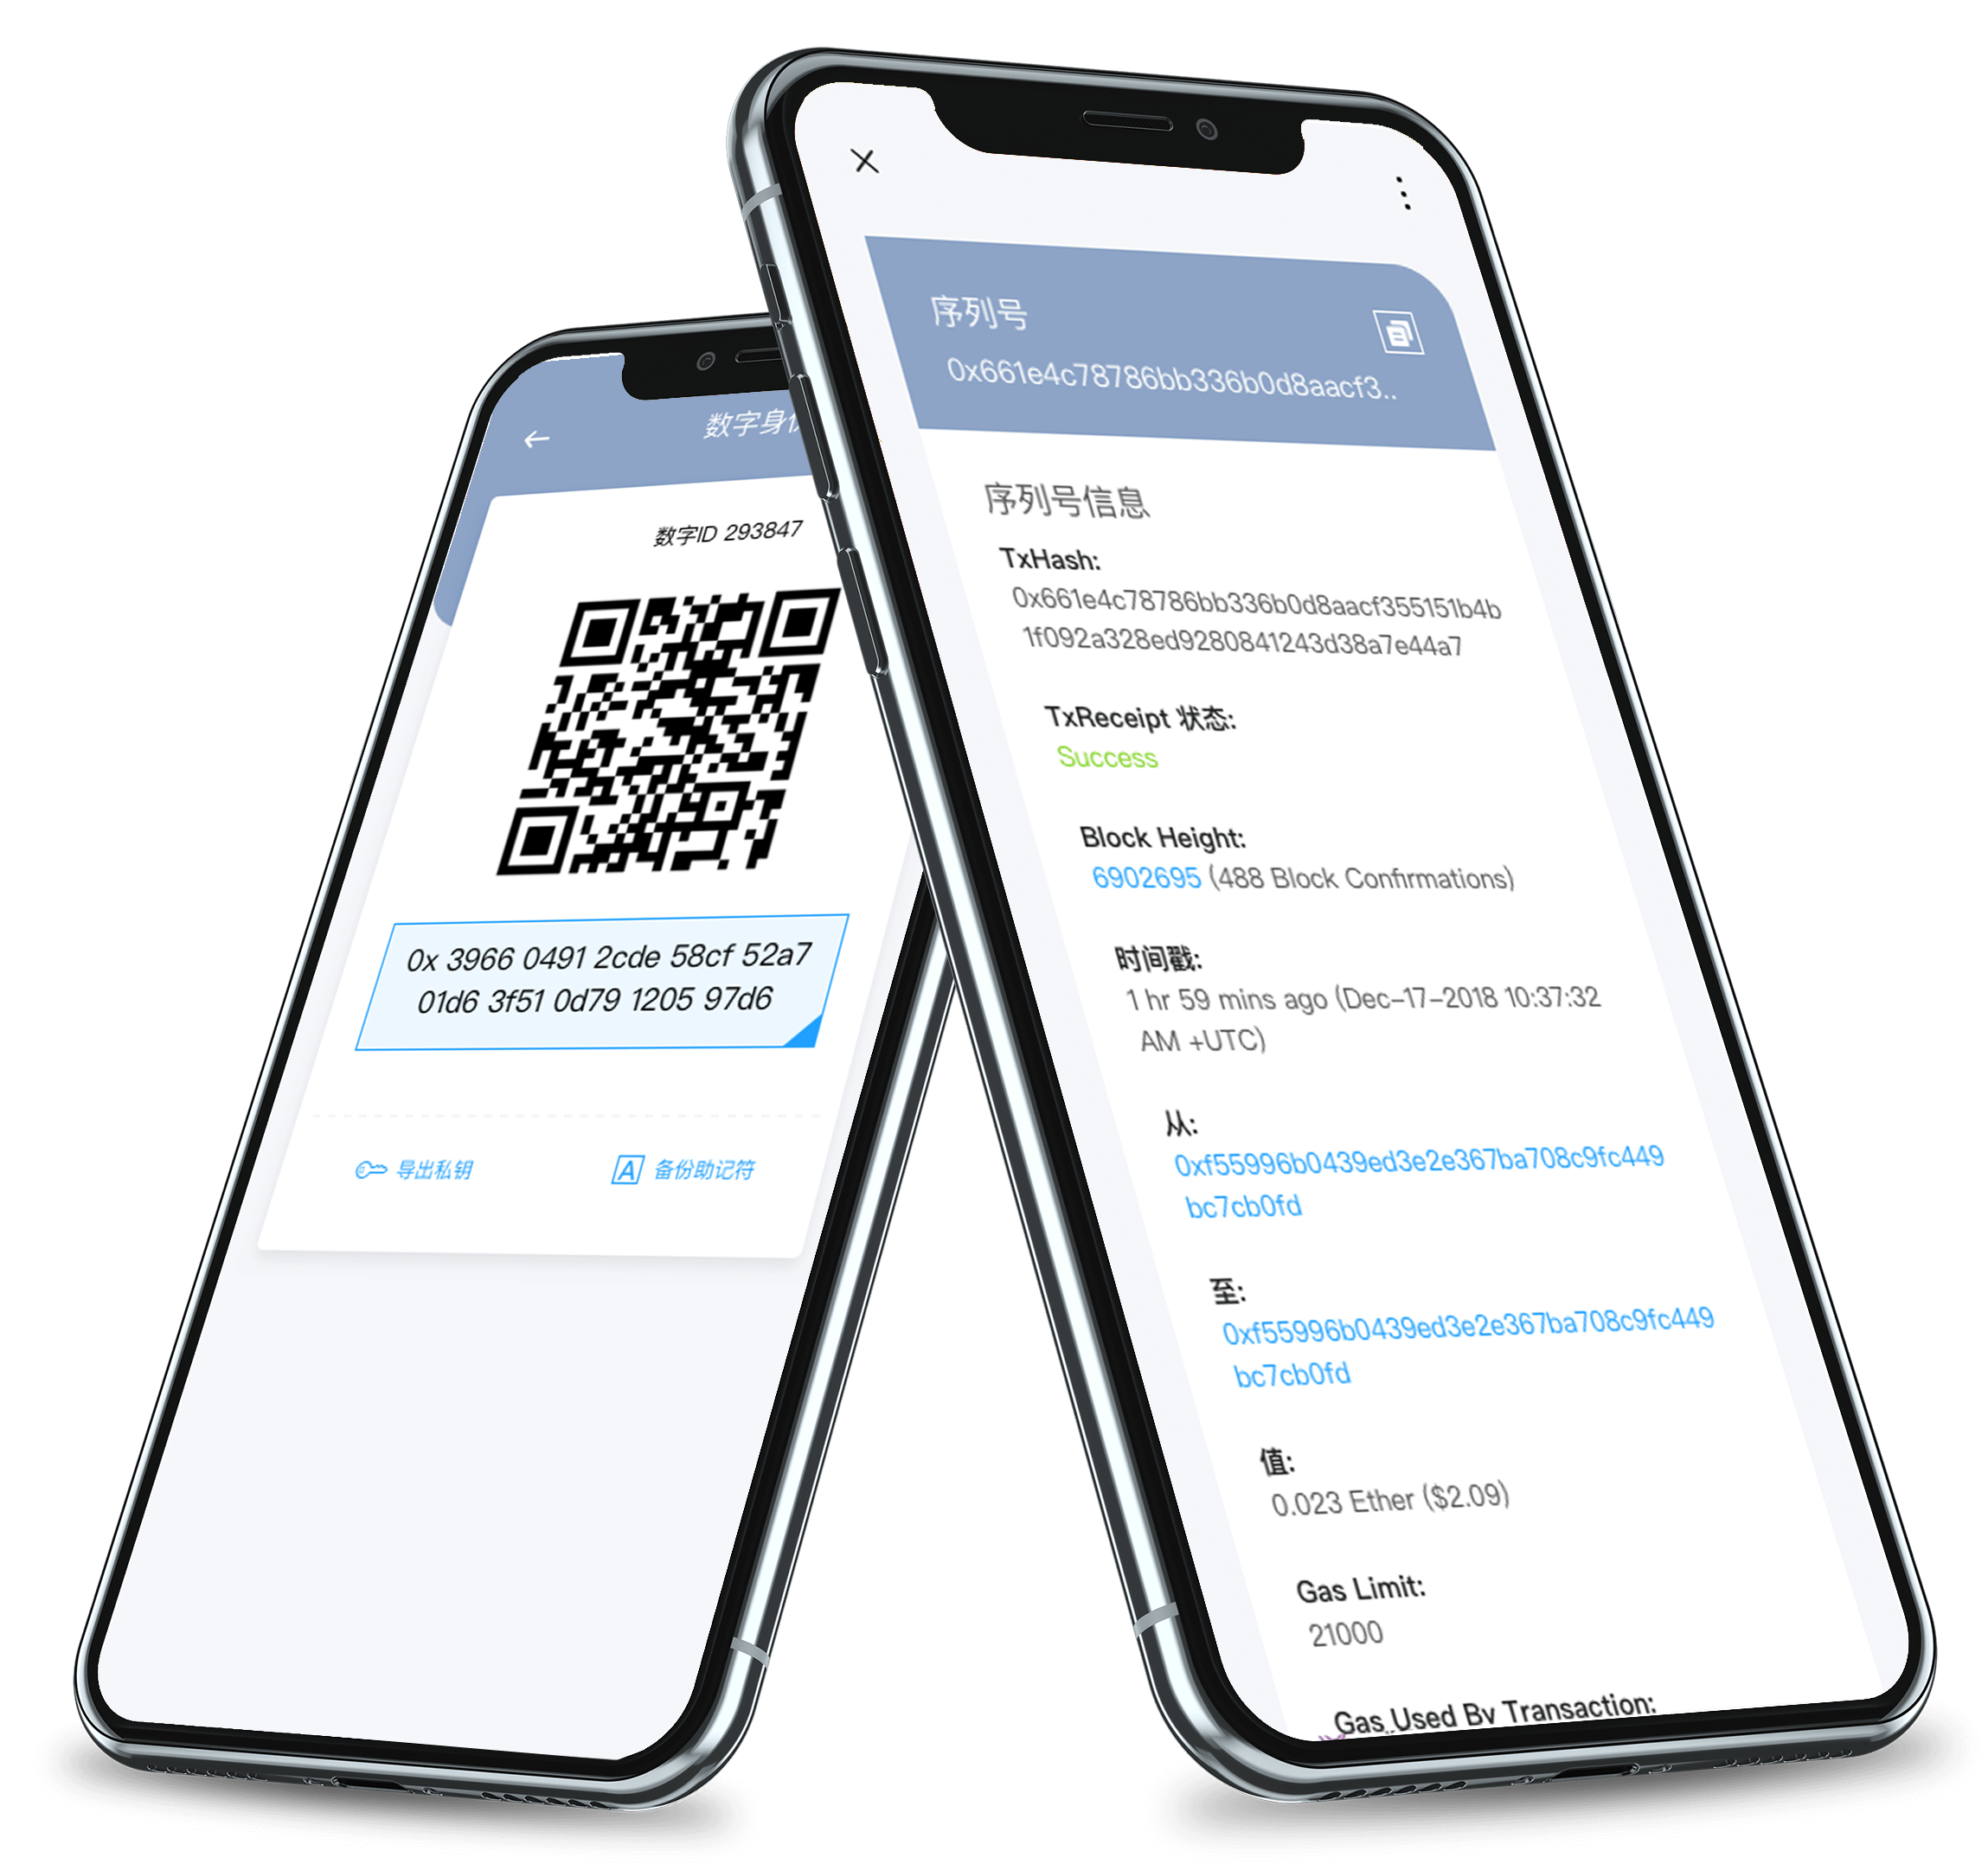 数字身份
数字ID 293847
0x 3966 0491 2cde 58cf 52a7
01d6 3f51 0d79 1205 97d6
导出私钥
A 备份助记符
序列号
0x661e4c78786bb336b0d8aacf3..
序列号信息
TxHash:
0x661e4c78786bb336b0d8aacf355151b4b
1f092a328ed9280841243d38a7e44a7
TxReceipt 状态:
Success
Block Height:
6902695 (488 Block Confirmations)
时间戳:
1 hr 59 mins ago (Dec-17-2018 10:37:32
AM +UTC)
从:
0xf55996b0439ed3e2e367ba708c9fc449
bc7cb0fd
至:
0xf55996b0439ed3e2e367ba708c9fc449
bc7cb0fd
值:
0.023 Ether ($2.09)
Gas Limit:
21000
Gas Used By Transaction: